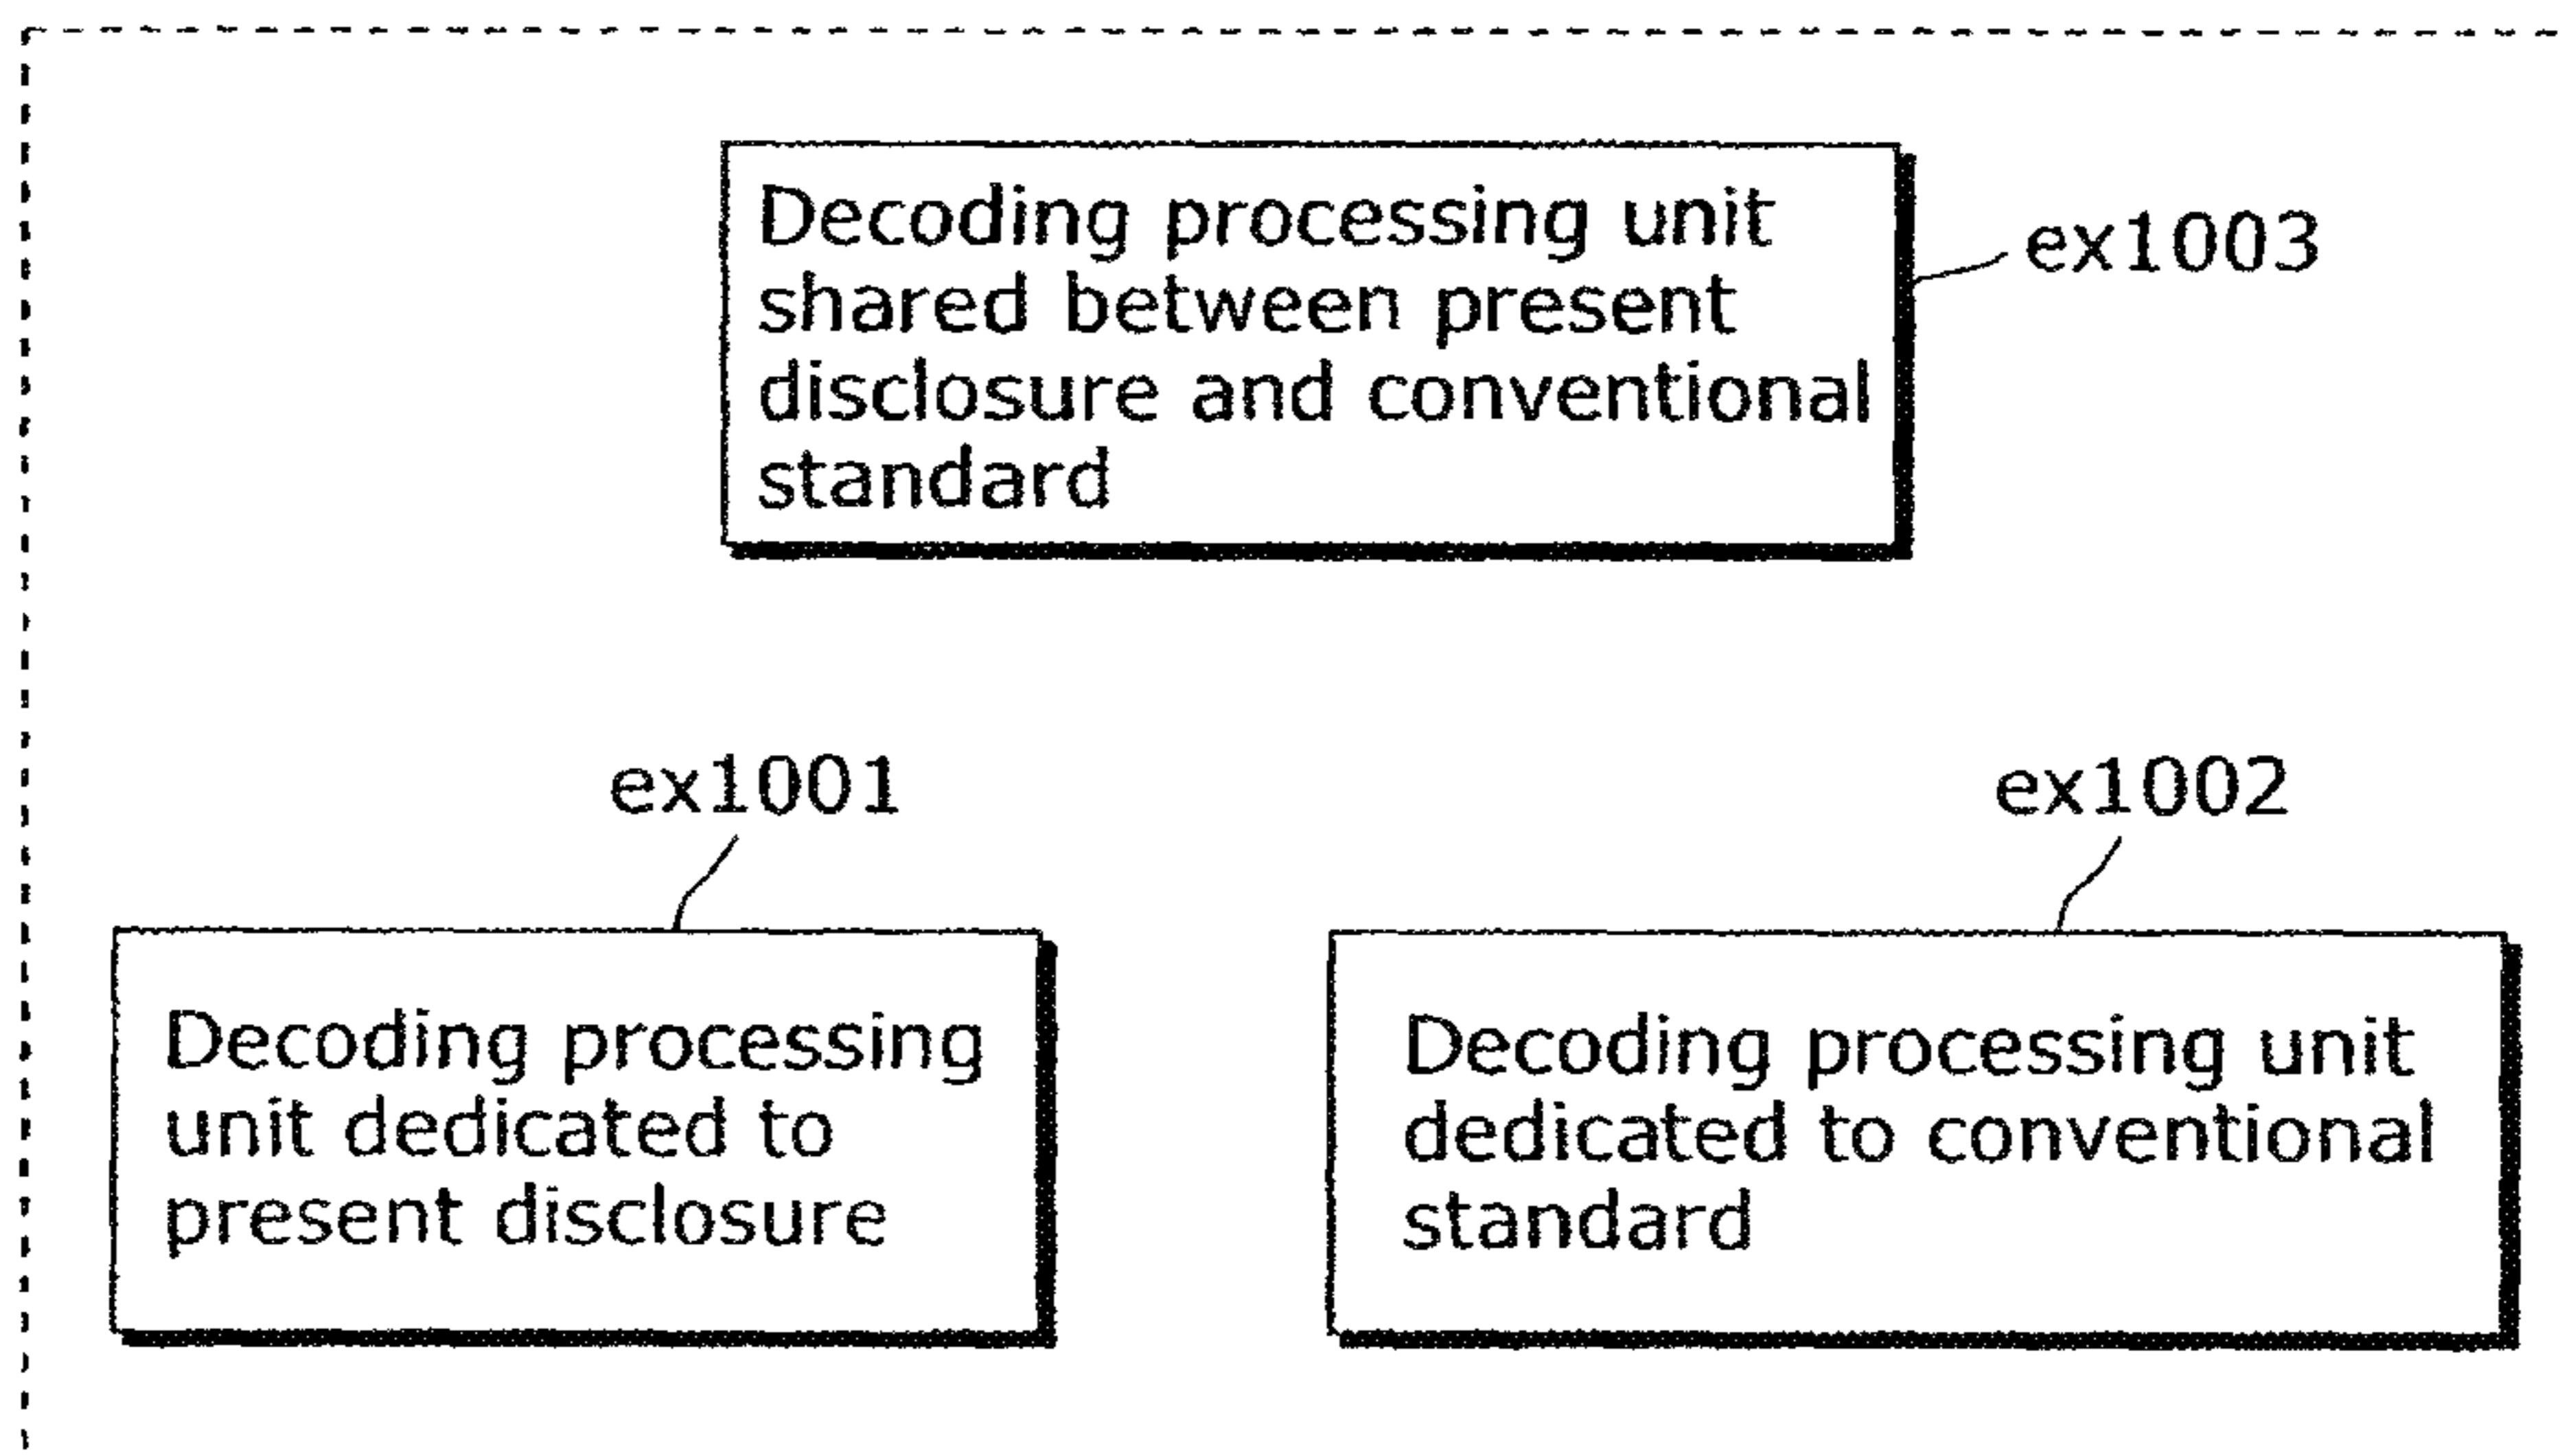 Decoding processing unit
shared between present
disclosure and conventional
standard
ex1003
ex1001
ex1002
Decoding processing
unit dedicated to
present disclosure
Decoding processing unit
dedicated to conventional
standard